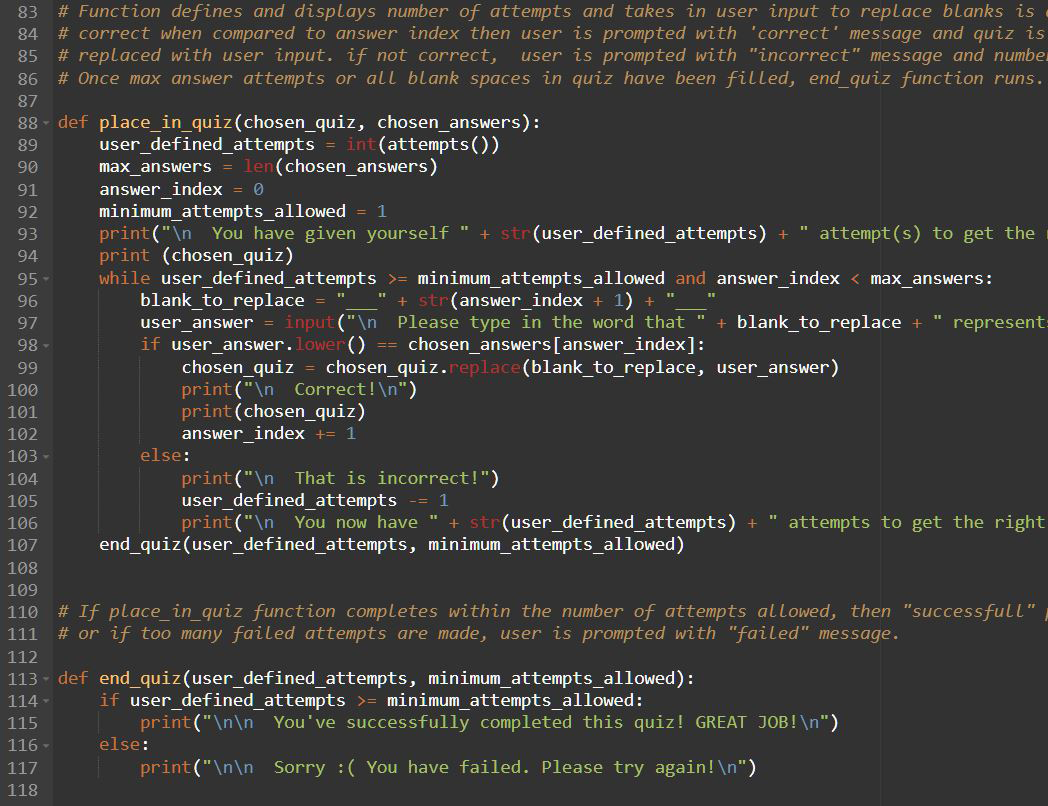 83 # Function defines and displays number of attempts and takes in user input to replace blanks is
84 # correct when compared to answer index then user is prompted with 'correct' message and quiz is
85 # replaced with user input. if not correct,  user is prompted with "incorrect" message and
86 # Once max answer attempts or all blank spaces in quiz have been filled, end_quiz function runs.
87
88 def place_in_quiz(chosen_quiz, chosen_answers):
89     user_defined_attempts = int(attempts())
90     max_answers = len(chosen_answers)
91     answer_index = 0
92     minimum_attempts_allowed = 1
93     print("\n  You have given yourself " + str(user_defined_attempts) + " attempt(s) to get the
94     print (chosen_quiz)
95     while user_defined_attempts >= minimum_attempts_allowed and answer_index < max_answers:
96         blank_to_replace = "___" + str(answer_index + 1) + "___"
97         user_answer = input("\n  Please type in the word that " + blank_to_replace + " represents
98         if user_answer.lower() == chosen_answers[answer_index]:
99             chosen_quiz = chosen_quiz.replace(blank_to_replace, user_answer)
100             print("\n  Correct!\n")
101             print(chosen_quiz)
102             answer_index += 1
103         else:
104             print("\n  That is incorrect!")
105             user_defined_attempts -= 1
106             print("\n  You now have " + str(user_defined_attempts) + " attempts to get the right
107     end_quiz(user_defined_attempts, minimum_attempts_allowed)
108
109
110 # If place_in_quiz function completes within the number of attempts allowed, then "successfull"
111 # or if too many failed attempts are made, user is prompted with "failed" message.
112
113 def end_quiz(user_defined_attempts, minimum_attempts_allowed):
114     if user_defined_attempts >= minimum_attempts_allowed:
115         print("\n\n  You've successfully completed this quiz! GREAT JOB!\n")
116     else:
117         print("\n\n  Sorry :( You have failed. Please try again!\n")
118